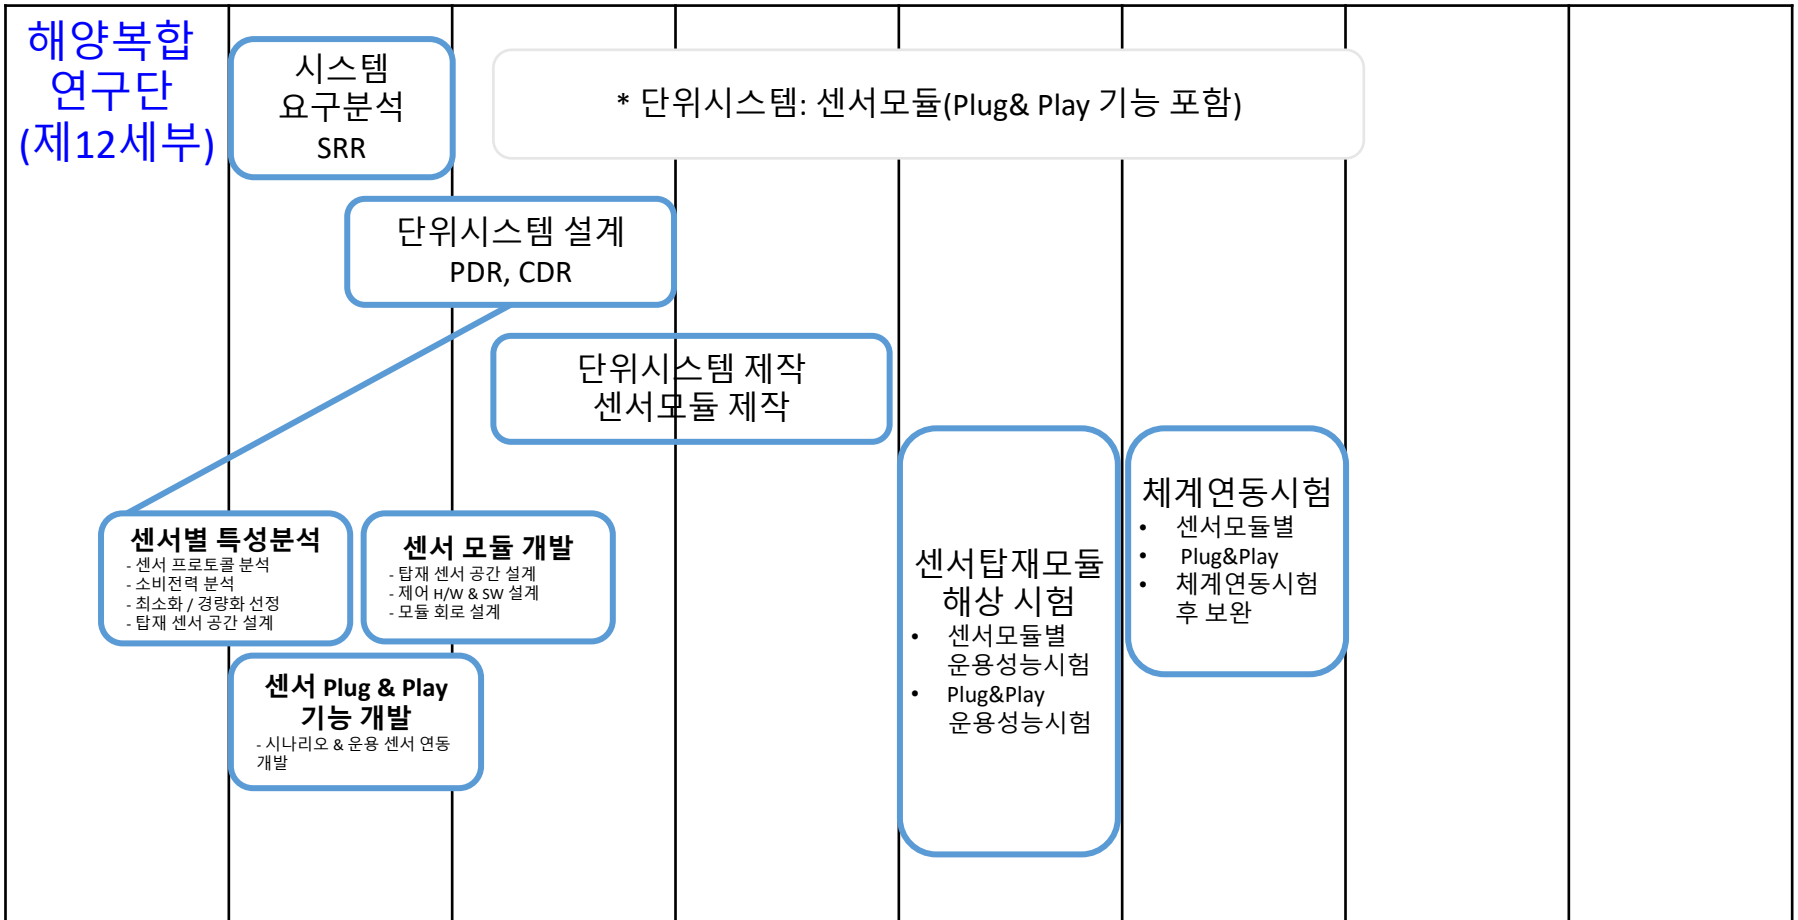 해양복합
연구단
(제12세부)
시스템
요구분석
SRR
* 단위시스템: 센서모듈(Plug& Play 기능 포함)
단위시스템 설계
PDR, CDR
단위시스템 제작
센서모듈 제작
센서별 특성분석
- 센서 프로토콜 분석
- 소비전력 분석
- 최소화 / 경량화 선정
- 탑재 센서 공간 설계
센서 모듈 개발
- 탑재 센서 공간 설계
- 제어 H/W & SW 설계
- 모듈 회로 설계
센서 Plug & Play
기능 개발
- 시나리오 & 운용 센서 연동
개발
센서탑재모듈
해상 시험
• 센서모듈별
운용성능시험
• Plug&Play
운용성능시험
체계연동시험
• 센서모듈별
• Plug&Play
• 체계연동시험
후 보완